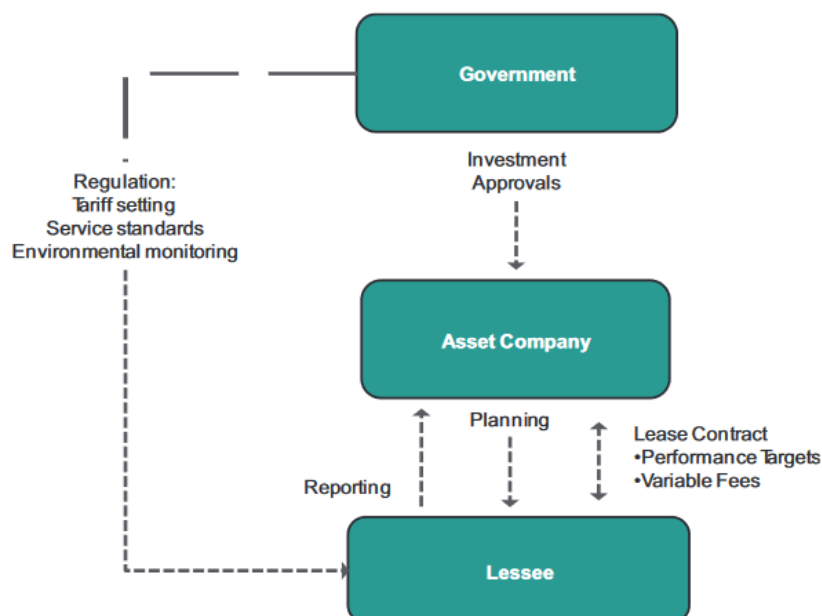 Government
Investment
Approvals
Regulation:
Tariff setting
Service standards
Environmental monitoring
Asset Company
Planning
Lease Contract
•Performance Targets
•Variable Fees
Reporting
Lessee